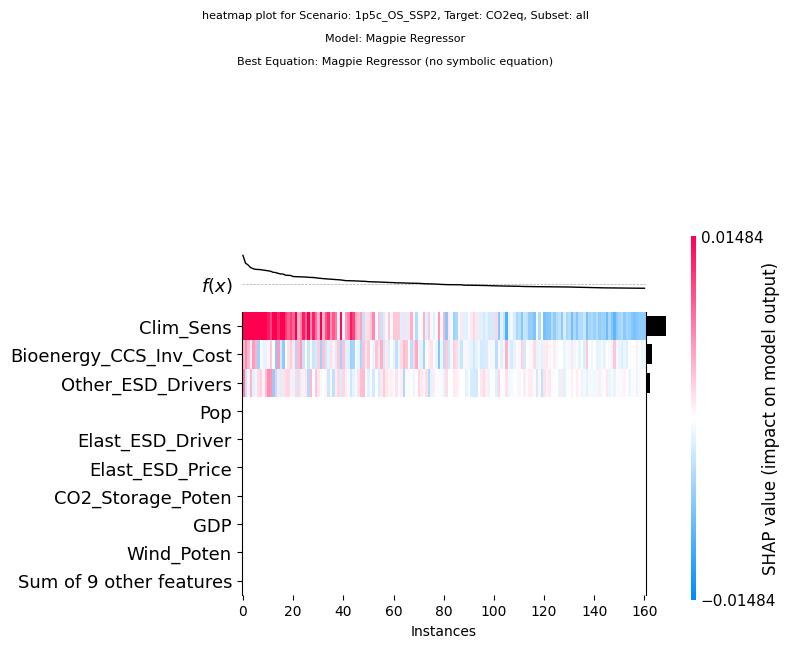 heatmap plot for Scenario: 1p5c_OS_SSP2, Target: CO2eq, Subset: all
Model: Magpie Regressor
Best Equation: Magpie Regressor (no symbolic equation)
f(x)
Clim_Sens
Bioenergy_CCS_Inv_Cost
Other_ESD_Drivers
Pop
Elast_ESD_Driver
Elast_ESD_Price
CO2_Storage_Poten
GDP
Wind_Poten
Sum of 9 other features
0 20 40 60 80 100 120 140 160
Instances
0.01484
−0.01484
SHAP value (impact on model output)